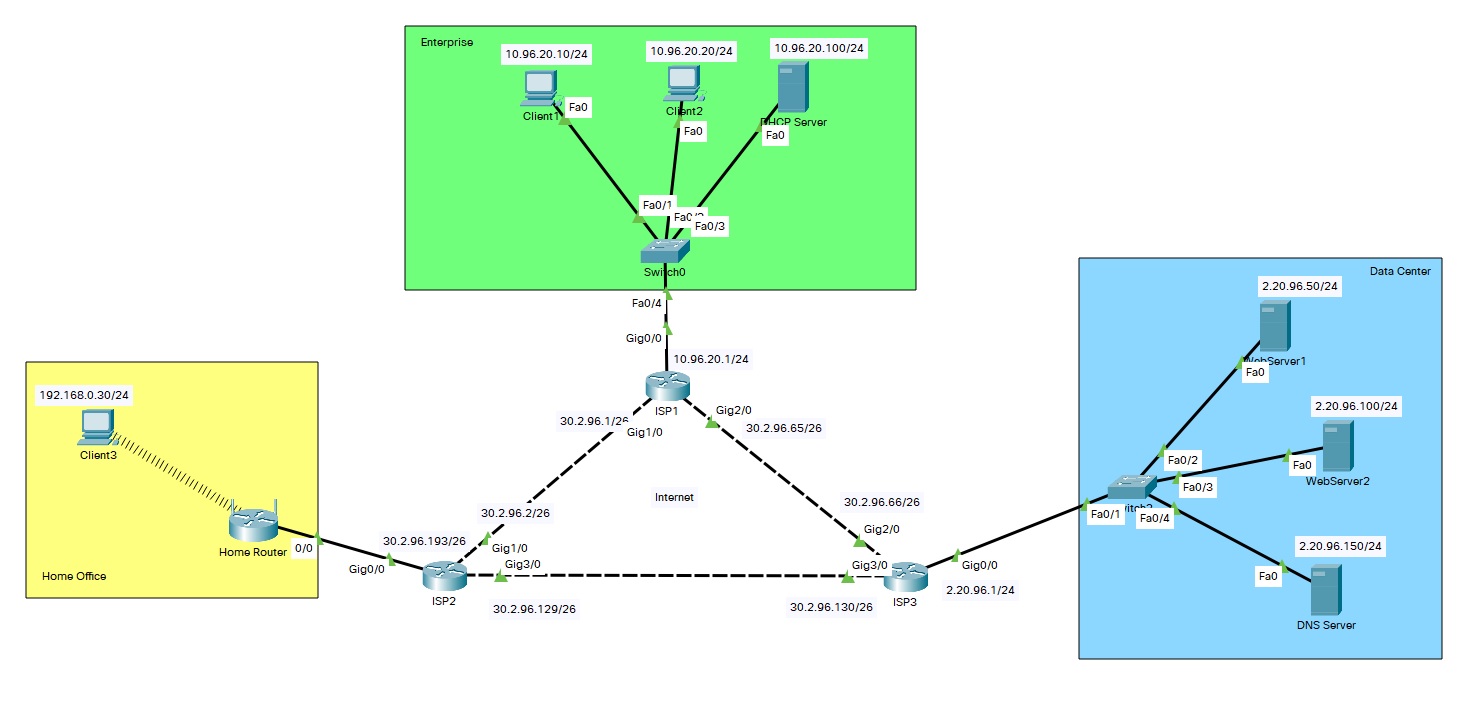 Enterprise
10.96.20.10/24
10.96.20.20/24
10.96.20.100/24
Fa0
Client1
Client2
DHCP Server
Fa0
Fa0
Fa0/1
Fa0/3
Switch0
Fa0/4
Gig0/0
10.96.20.1/24
ISP1
30.2.96.1/26
Gig1/0
Gig2/0
30.2.96.65/26
Internet
192.168.0.30/24
Client3
Home Router
0/0
Home Office
30.2.96.193/26
Gig0/0
30.2.96.2/26
Gig1/0
Gig3/0
ISP2
30.2.96.129/26
30.2.96.66/26
Gig2/0
Gig3/0
30.2.96.130/26
ISP3
Gig0/0
2.20.96.1/24
Data Center
2.20.96.50/24
WebServer1
Fa0
2.20.96.100/24
Fa0
WebServer2
Fa0/2
Fa0/3
Fa0/1
Fa0/4
2.20.96.150/24
Fa0
DNS Server